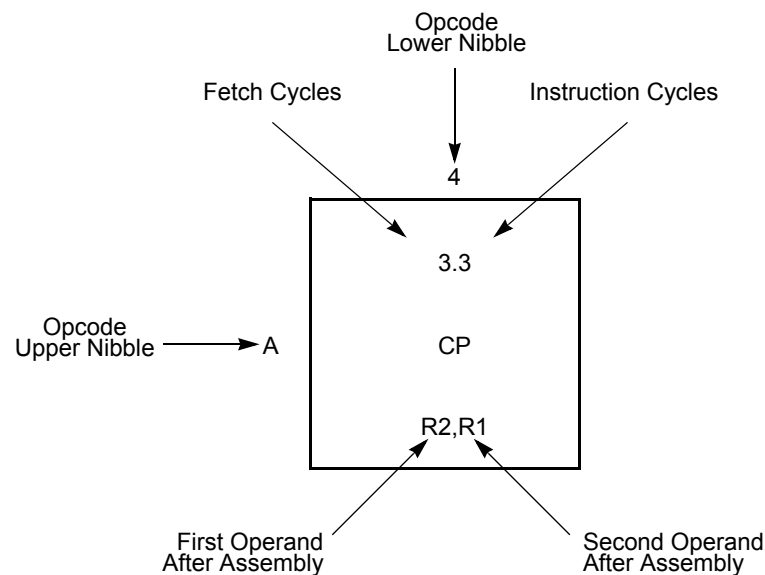 Opcode
Lower Nibble
Fetch Cycles
Instruction Cycles
4
3.3
Opcode
Upper Nibble
A
CP
R2,R1
First Operand
After Assembly
Second Operand
After Assembly